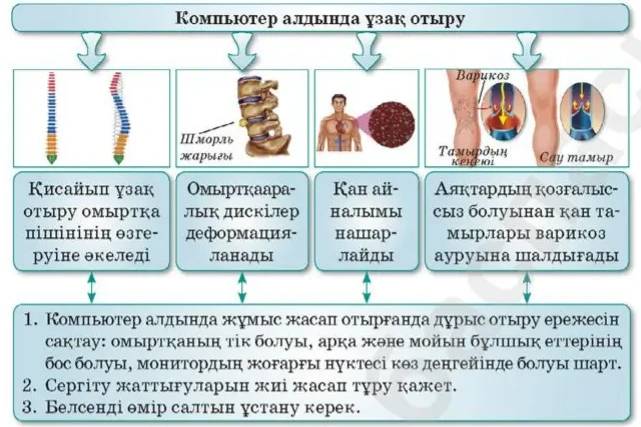 Компьютер алдында ұзақ отыру
Шморль
жарығы
Варикоз
Тамырдың
кеңеюі
Сау тамыр
Қисайып ұзақ
отыру омыртқа
пішінінің өзге-
руіне әкеледі
Омыртқаара-
лық дискілер
деформация-
ланады
Қан ай-
налымы
нашар-
лайды
Аяқтардың қозғалыс-
сыз болуынан қан та-
мырлары варикоз
ауруына шалдығады
1. Компьютер алдында жұмыс жасап отырғанда дұрыс отыру ережесін
сақтау: омыртқаның тік болуы, арқа және мойын бұлшық еттерінің
бос болуы, монитордың жоғарғы нүктесі көз деңгейінде болуы шарт.
2. Сергіту жаттығуларын жиі жасап тұру қажет.
3. Белсенді өмір салтын ұстану керек.